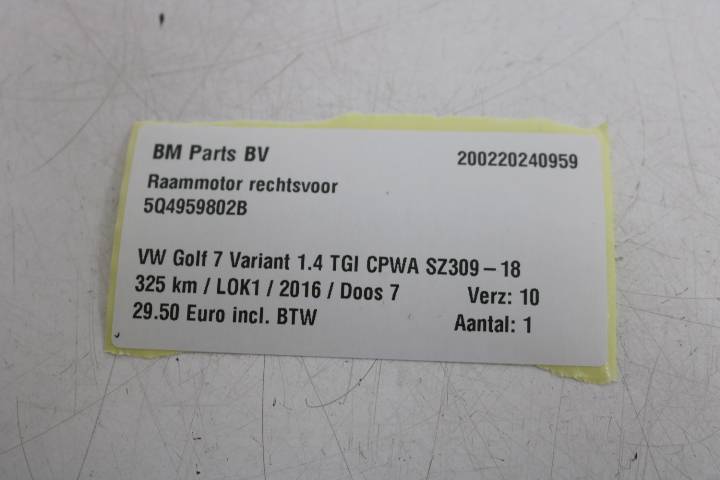 BM Parts BV 200220240959
Raammotor rechtsvoor
5Q4959802B
VW Golf 7 Variant 1.4 TGI CPWA SZ309 – 18
325 km / LOK1 / 2016 / Doos 7 Verz: 10
29.50 Euro incl. BTW Aantal: 1